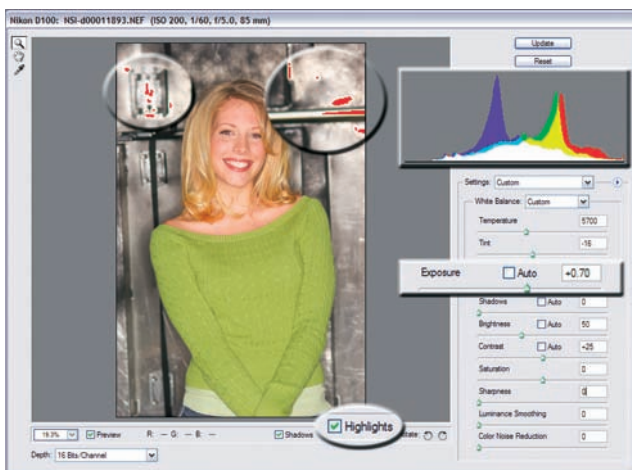 Nikon D100: NSI-d00011893.NEF (ISO 200, 1/60, f/5.0, 85 mm)
Update
Reset
Settings: Custom
White Balance: Custom
Temperature 5700
Tint -16
Exposure Auto +0.70
Shadows Auto 0
Brightness Auto 50
Contrast Auto +25
Saturation 0
Sharpness 0
Luminance Smoothing 0
Color Noise Reduction 0
Highlights
Preview R: — G: — B: — Shadows
Depth: 16 Bits/Channel